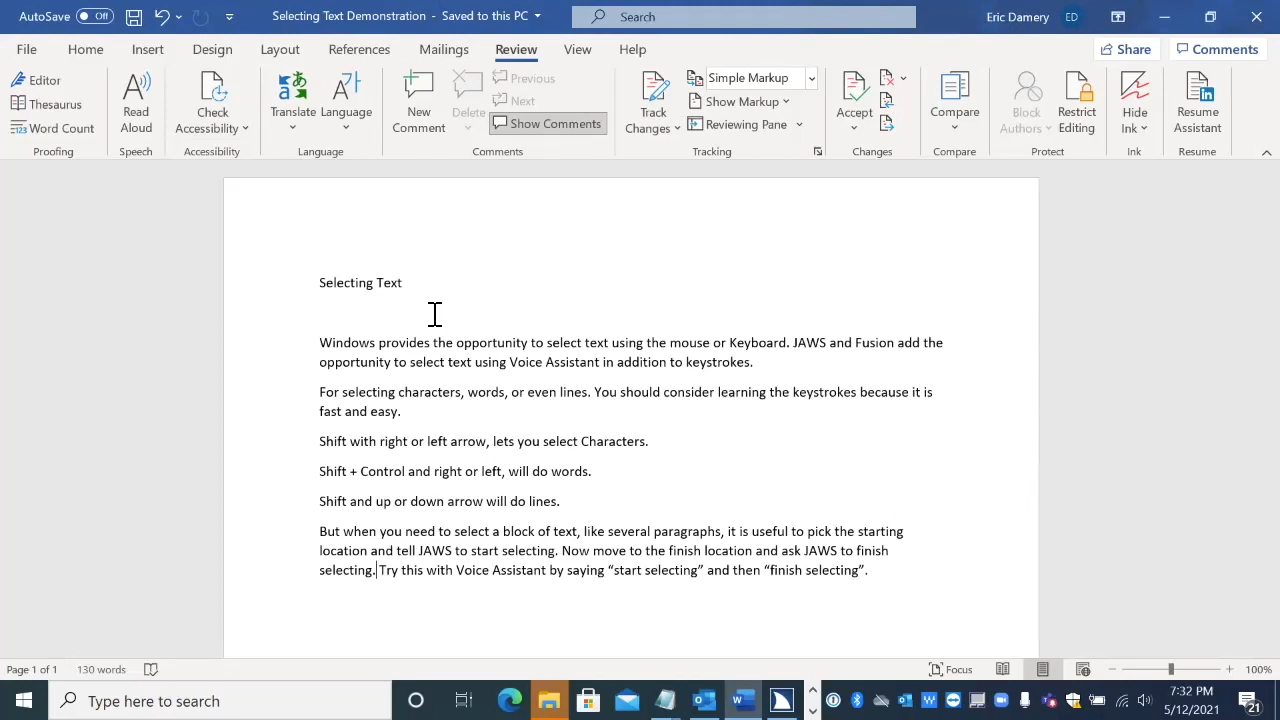 AutoSave Off Selecting Text Demonstration - Saved to this PC Search Eric Damery ED
File Home Insert Design Layout References Mailings Review View Help Share Comments
Editor
Thesaurus
Word Count
Proofing
Read Aloud
Speech
Check Accessibility
Accessibility
Translate Language
Language
New Comment
Delete
Previous
Next
Show Comments
Comments
Track Changes
Simple Markup
Show Markup
Reviewing Pane
Tracking
Accept
Changes
Compare
Compare
Block Authors
Restrict Editing
Protect
Hide Ink
Ink
Resume Assistant
Resume
Selecting Text
Windows provides the opportunity to select text using the mouse or Keyboard. JAWS and Fusion add the
opportunity to select text using Voice Assistant in addition to keystrokes.
For selecting characters, words, or even lines. You should consider learning the keystrokes because it is
fast and easy.
Shift with right or left arrow, lets you select Characters.
Shift + Control and right or left, will do words.
Shift and up or down arrow will do lines.
But when you need to select a block of text, like several paragraphs, it is useful to pick the starting
location and tell JAWS to start selecting. Now move to the finish location and ask JAWS to finish
selecting. Try this with Voice Assistant by saying “start selecting” and then “finish selecting”.
Page 1 of 1 130 words Focus 100%
Type here to search
7:32 PM
5/12/2021
21